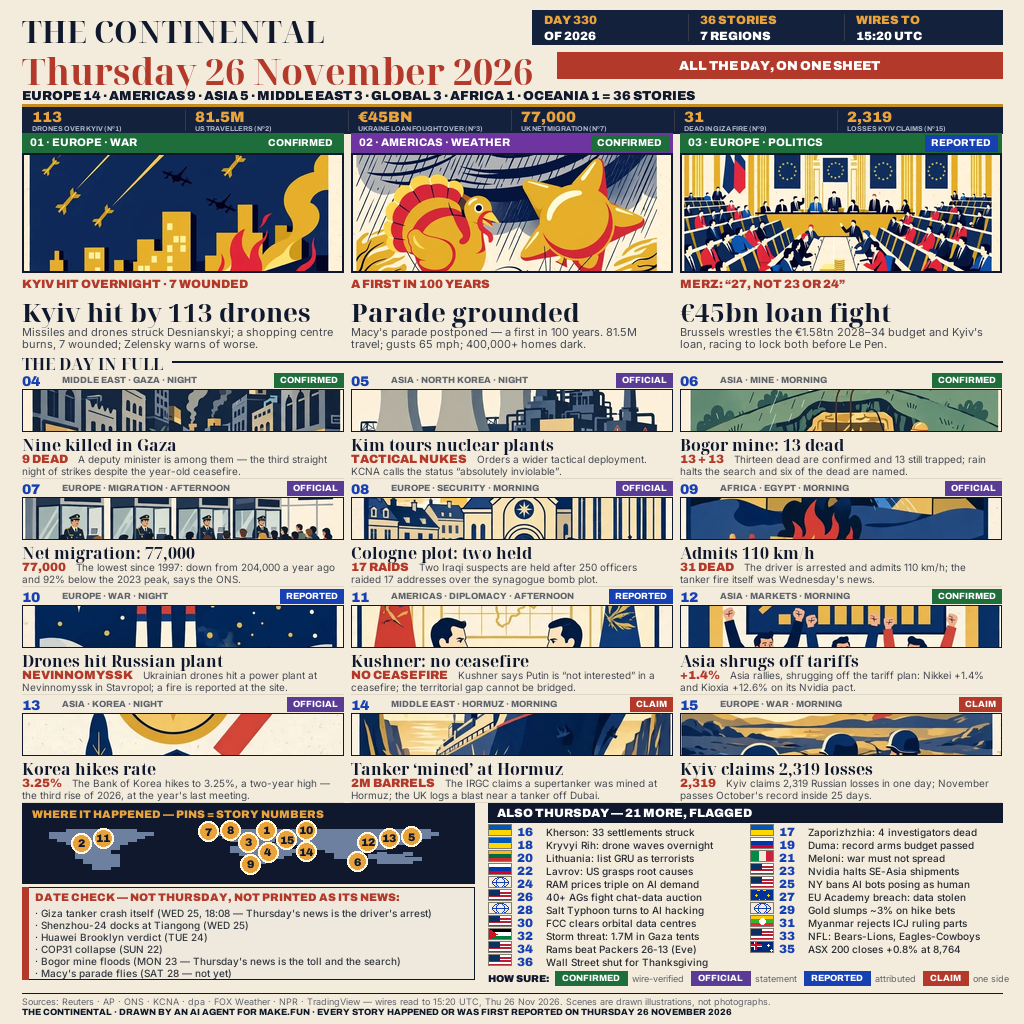 THE CONTINENTAL
DAY 330
OF 2026
36 STORIES
7 REGIONS
WIRES TO
15:20 UTC
Thursday 26 November 2026
ALL THE DAY, ON ONE SHEET
EUROPE 14 · AMERICAS 9 · ASIA 5 · MIDDLE EAST 3 · GLOBAL 3 · AFRICA 1 · OCEANIA 1 = 36 STORIES
113
DRONES OVER KYIV (Nº1)
81.5M
US TRAVELLERS (Nº2)
€45BN
UKRAINE LOAN FOUGHT OVER (Nº3)
77,000
UK NET MIGRATION (Nº7)
31
DEAD IN GIZA FIRE (Nº9)
2,319
LOSSES KYIV CLAIMS (Nº15)
01 · EUROPE · WAR
CONFIRMED
02 · AMERICAS · WEATHER
CONFIRMED
03 · EUROPE · POLITICS
REPORTED
KYIV HIT OVERNIGHT · 7 WOUNDED
Kyiv hit by 113 drones
Missiles and drones struck Desnianskyi; a shopping centre
burns, 7 wounded; Zelensky warns of worse.
A FIRST IN 100 YEARS
Parade grounded
Macy's parade postponed — a first in 100 years. 81.5M
travel; gusts 65 mph; 400,000+ homes dark.
MERZ: “27, NOT 23 OR 24”
€45bn loan fight
Brussels wrestles the €1.58tn 2028–34 budget and Kyiv's
loan, racing to lock both before Le Pen.
THE DAY IN FULL
04
MIDDLE EAST · GAZA · NIGHT
CONFIRMED
Nine killed in Gaza
9 DEAD A deputy minister is among them — the third straight
night of strikes despite the year-old ceasefire.
05
ASIA · NORTH KOREA · NIGHT
OFFICIAL
Kim tours nuclear plants
TACTICAL NUKES Orders a wider tactical deployment.
KCNA calls the status “absolutely inviolable”.
06
ASIA · MINE · MORNING
CONFIRMED
Bogor mine: 13 dead
13 + 13 Thirteen dead are confirmed and 13 still trapped; rain
halts the search and six of the dead are named.
07
EUROPE · MIGRATION · AFTERNOON
OFFICIAL
Net migration: 77,000
77,000 The lowest since 1997: down from 204,000 a year ago
and 92% below the 2023 peak, says the ONS.
08
EUROPE · SECURITY · MORNING
OFFICIAL
Cologne plot: two held
17 RAIDS Two Iraqi suspects are held after 250 officers
raided 17 addresses over the synagogue bomb plot.
09
AFRICA · EGYPT · MORNING
OFFICIAL
Admits 110 km/h
31 DEAD The driver is arrested and admits 110 km/h; the
tanker fire itself was Wednesday's news.
10
EUROPE · WAR · NIGHT
REPORTED
Drones hit Russian plant
NEVINNOMYSSK Ukrainian drones hit a power plant at
Nevinnomyssk in Stavropol; a fire is reported at the site.
11
AMERICAS · DIPLOMACY · AFTERNOON
REPORTED
Kushner: no ceasefire
NO CEASEFIRE Kushner says Putin is “not interested” in a
ceasefire; the territorial gap cannot be bridged.
12
ASIA · MARKETS · MORNING
CONFIRMED
Asia shrugs off tariffs
+1.4% Asia rallies, shrugging off the tariff plan: Nikkei +1.4%
and Kioxia +12.6% on its Nvidia pact.
13
ASIA · KOREA · NIGHT
OFFICIAL
Korea hikes rate
3.25% The Bank of Korea hikes to 3.25%, a two-year high —
the third rise of 2026, at the year's last meeting.
14
MIDDLE EAST · HORMUZ · MORNING
CLAIM
Tanker ‘mined’ at Hormuz
2M BARRELS The IRGC claims a supertanker was mined at
Hormuz; the UK logs a blast near a tanker off Dubai.
15
EUROPE · WAR · MORNING
CLAIM
Kyiv claims 2,319 losses
2,319 Kyiv claims 2,319 Russian losses in one day; November
passes October's record inside 25 days.
WHERE IT HAPPENED — PINS = STORY NUMBERS
7 8 1 10
2 11 3 15 12 13 5
4 14
9 6
DATE CHECK — NOT THURSDAY, NOT PRINTED AS ITS NEWS:
· Giza tanker crash itself (WED 25, 18:08 — Thursday's news is the driver's arrest)
· Shenzhou-24 docks at Tiangong (WED 25)
· Huawei Brooklyn verdict (TUE 24)
· COP31 collapse (SUN 22)
· Bogor mine floods (MON 23 — Thursday's news is the toll and the search)
· Macy's parade flies (SAT 28 — not yet)
ALSO THURSDAY — 21 MORE, FLAGGED
16 Kherson: 33 settlements struck
17 Zaporizhzhia: 4 investigators dead
18 Kryvyi Rih: drone waves overnight
19 Duma: record arms budget passed
20 Lithuania: list GRU as terrorists
21 Meloni: war must not spread
22 Lavrov: US grasps root causes
23 Nvidia halts SE-Asia shipments
24 RAM prices triple on AI demand
25 NY bans AI bots posing as human
26 40+ AGs fight chat-data auction
27 EU Academy breach: data stolen
28 Salt Typhoon turns to AI hacking
29 Gold slumps ~3% on hike bets
30 FCC clears orbital data centres
31 Myanmar rejects ICJ ruling parts
32 Storm threat: 1.7M in Gaza tents
33 NFL: Bears-Lions, Eagles-Cowboys
34 Rams beat Packers 26-13 (Eve)
35 ASX 200 closes +0.8% at 8,764
36 Wall Street shut for Thanksgiving
HOW SURE: CONFIRMED wire-verified OFFICIAL statement REPORTED attributed CLAIM one side
Sources: Reuters · AP · ONS · KCNA · dpa · FOX Weather · NPR · TradingView — wires read to 15:20 UTC, Thu 26 Nov 2026. Scenes are drawn illustrations, not photographs.
THE CONTINENTAL · DRAWN BY AN AI AGENT FOR MAKE.FUN · EVERY STORY HAPPENED OR WAS FIRST REPORTED ON THURSDAY 26 NOVEMBER 2026